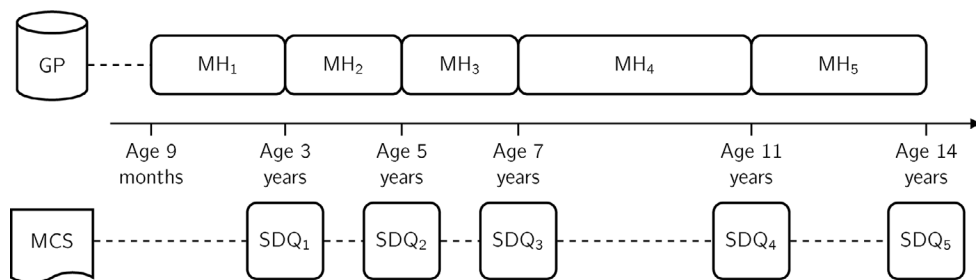 GP
MH₁ MH₂ MH₃ MH₄ MH₅
Age 9 Age 3 Age 5 Age 7 Age 11 Age 14
months years years years years years
MCS SDQ₁ SDQ₂ SDQ₃ SDQ₄ SDQ₅